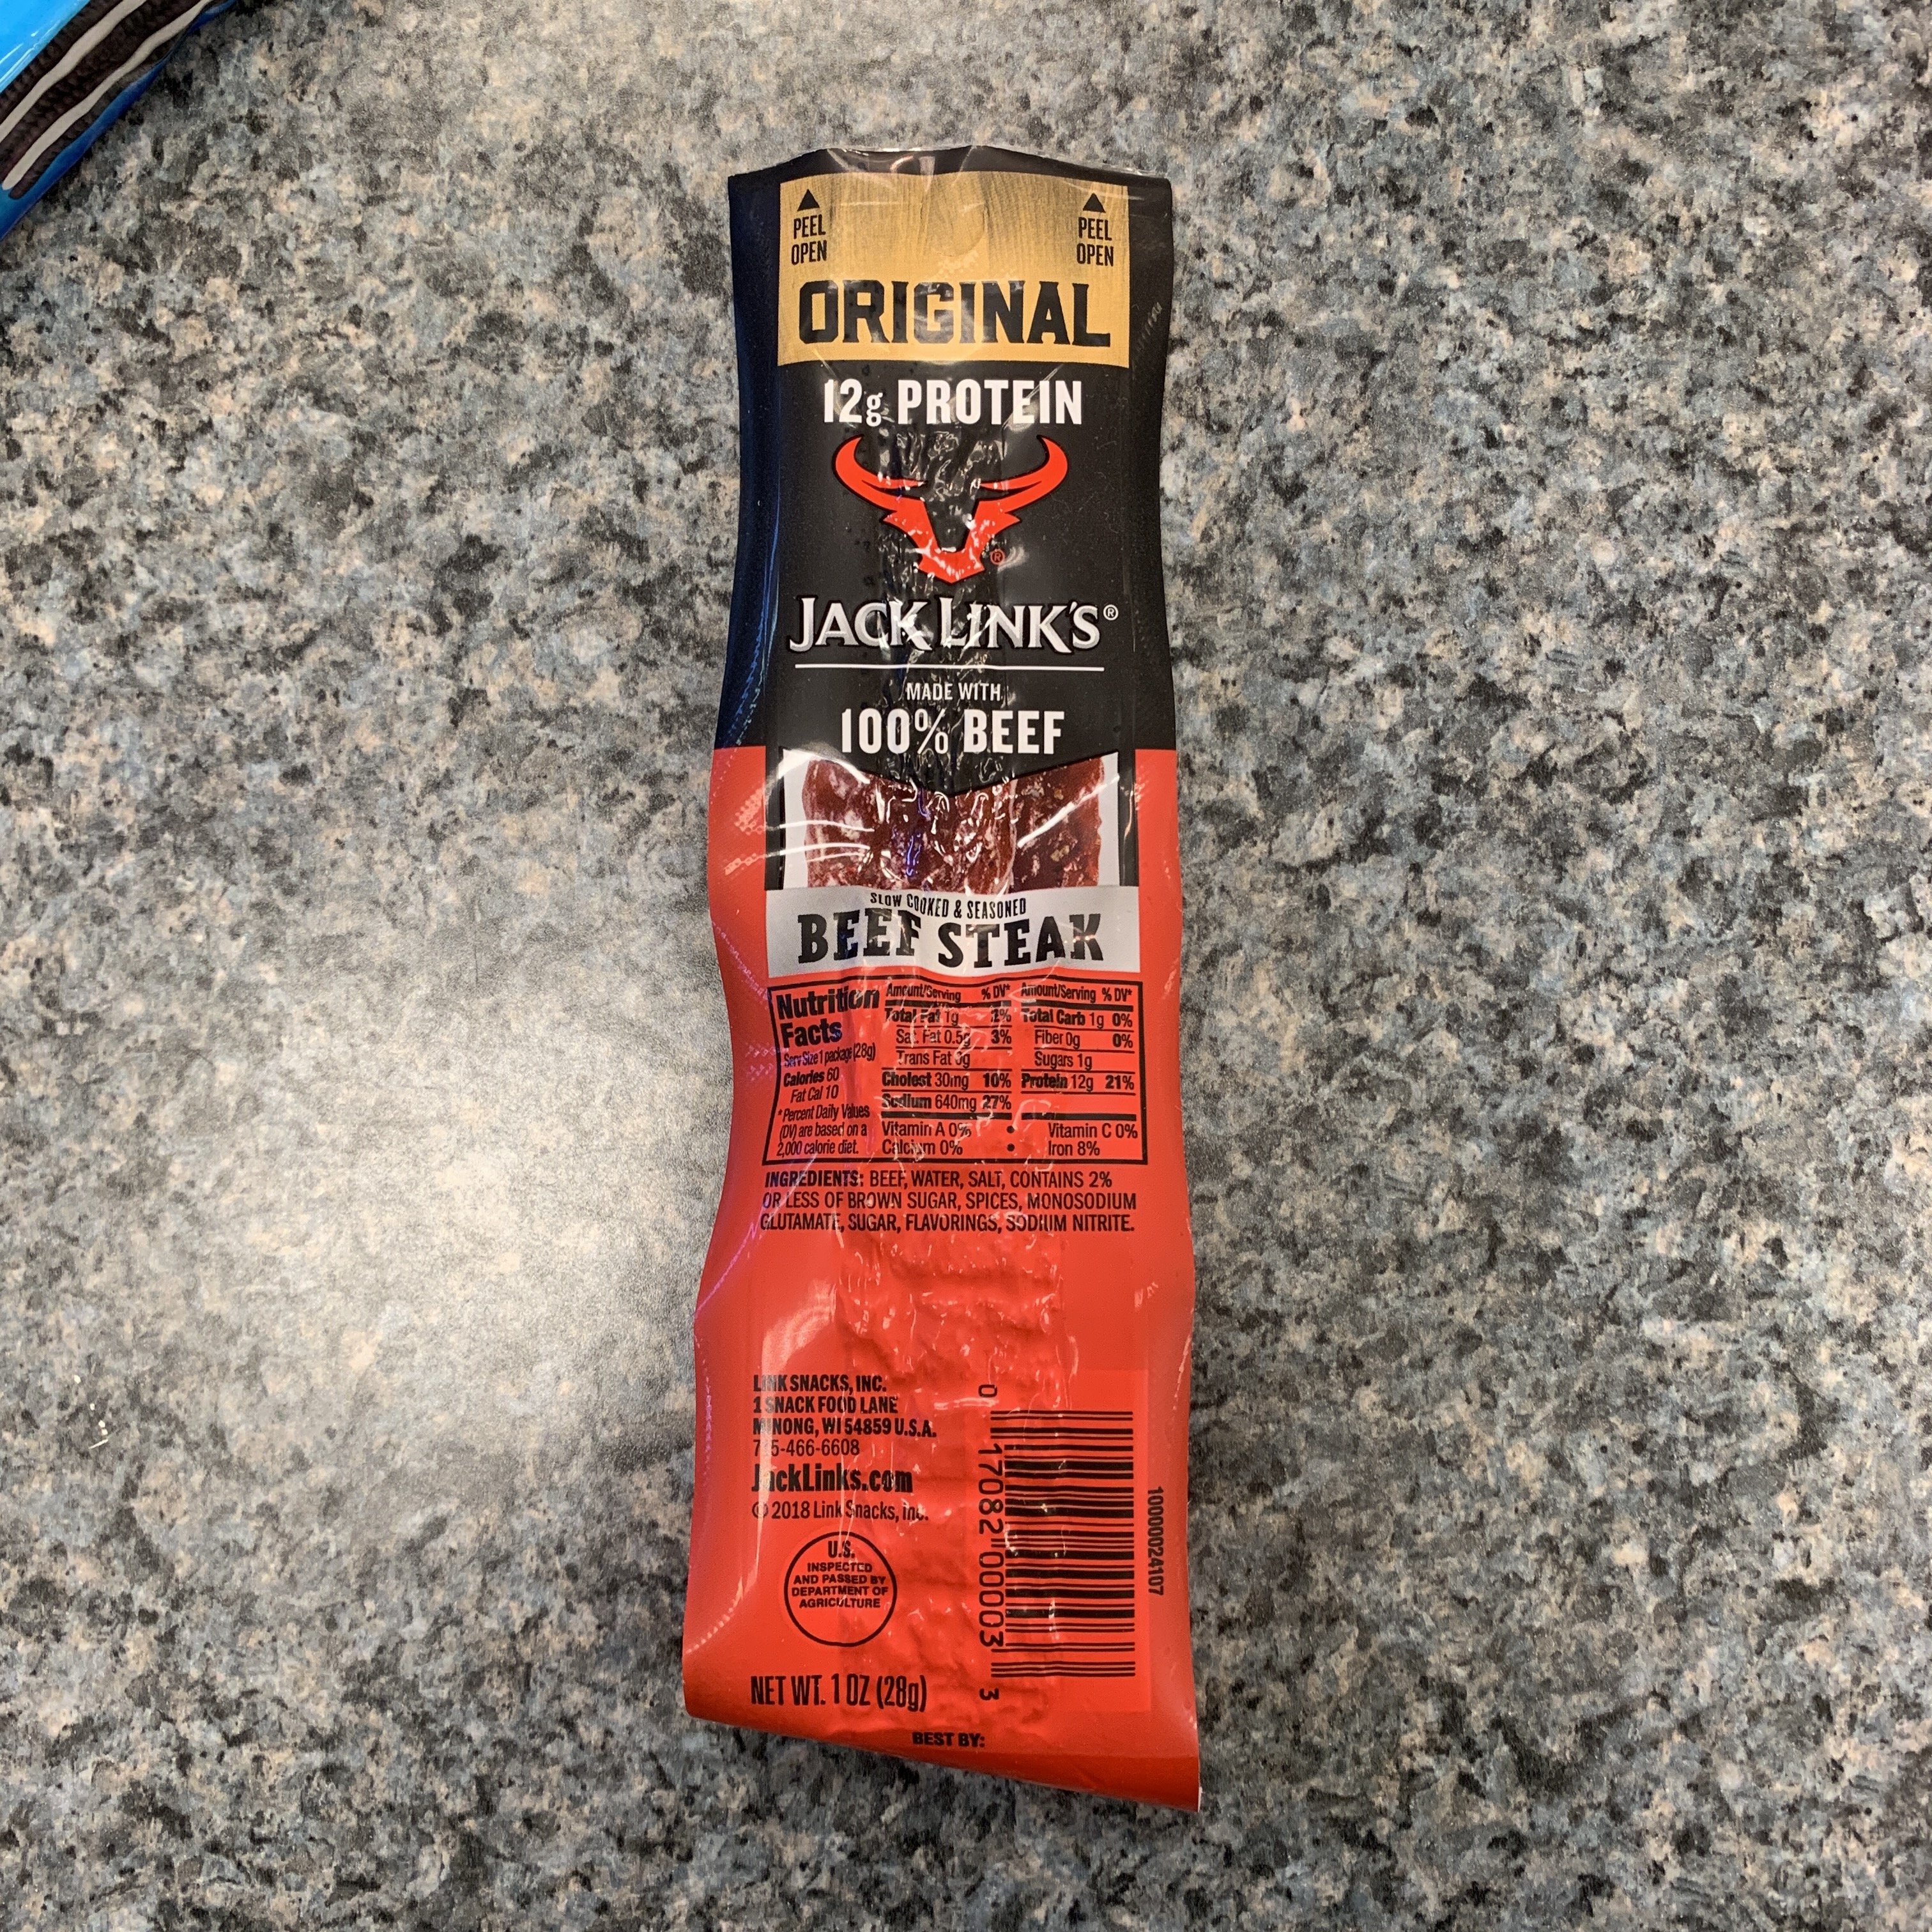 PEEL OPEN
PEEL OPEN
ORIGINAL
12g PROTEIN
®
JACK LINK'S®
MADE WITH
100% BEEF
SLOW COOKED & SEASONED
BEEF STEAK
Nutrition
Facts
Serv Size 1 package (28g)
Calories 60
Fat Cal 10
*Percent Daily Values
(DV) are based on a
2,000 calorie diet.
Amount/Serving % DV*
Total Fat 1g
Sat. Fat 0.5g 3%
Trans Fat
Cholest 30mg 10%
Sodium 640mg 27%
Amount/Serving % DV*
Total Carb 1g 0%
Fiber 0g 0%
Sugars 1g
Protein 12g 21%
Vitamin A 0% • Vitamin C 0%
Calcium 0% • Iron 8%
INGREDIENTS: BEEF, WATER, SALT, CONTAINS 2%
OR LESS OF BROWN SUGAR, SPICES, MONOSODIUM
GLUTAMATE, SUGAR, FLAVORINGS, SODIUM NITRITE.
LINK SNACKS, INC.
1 SNACK FOOD LANE
MINONG, WI 54859 U.S.A.
715-466-6608
JackLinks.com
© 2018 Link Snacks, Inc.
U.S.
INSPECTED
AND PASSED BY
DEPARTMENT OF
AGRICULTURE
0 17082 00003 3
1000024107
NET WT. 1 OZ (28g)
BEST BY: